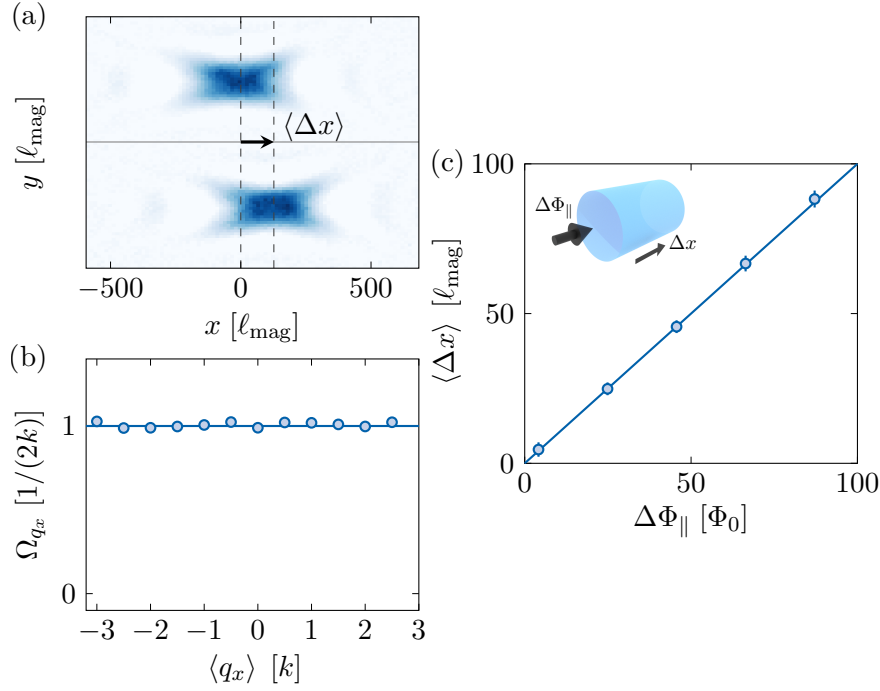 (a)
y [ℓmag]
⟨Δx⟩
−500 0 500
x [ℓmag]
(b)
Ωqx [1/(2k)]
1
0
−3 −2 −1 0 1 2 3
⟨qx⟩ [k]
(c)
⟨Δx⟩ [ℓmag]
100
50
0
ΔΦ∥
Δx
0 50 100
ΔΦ∥ [Φ0]